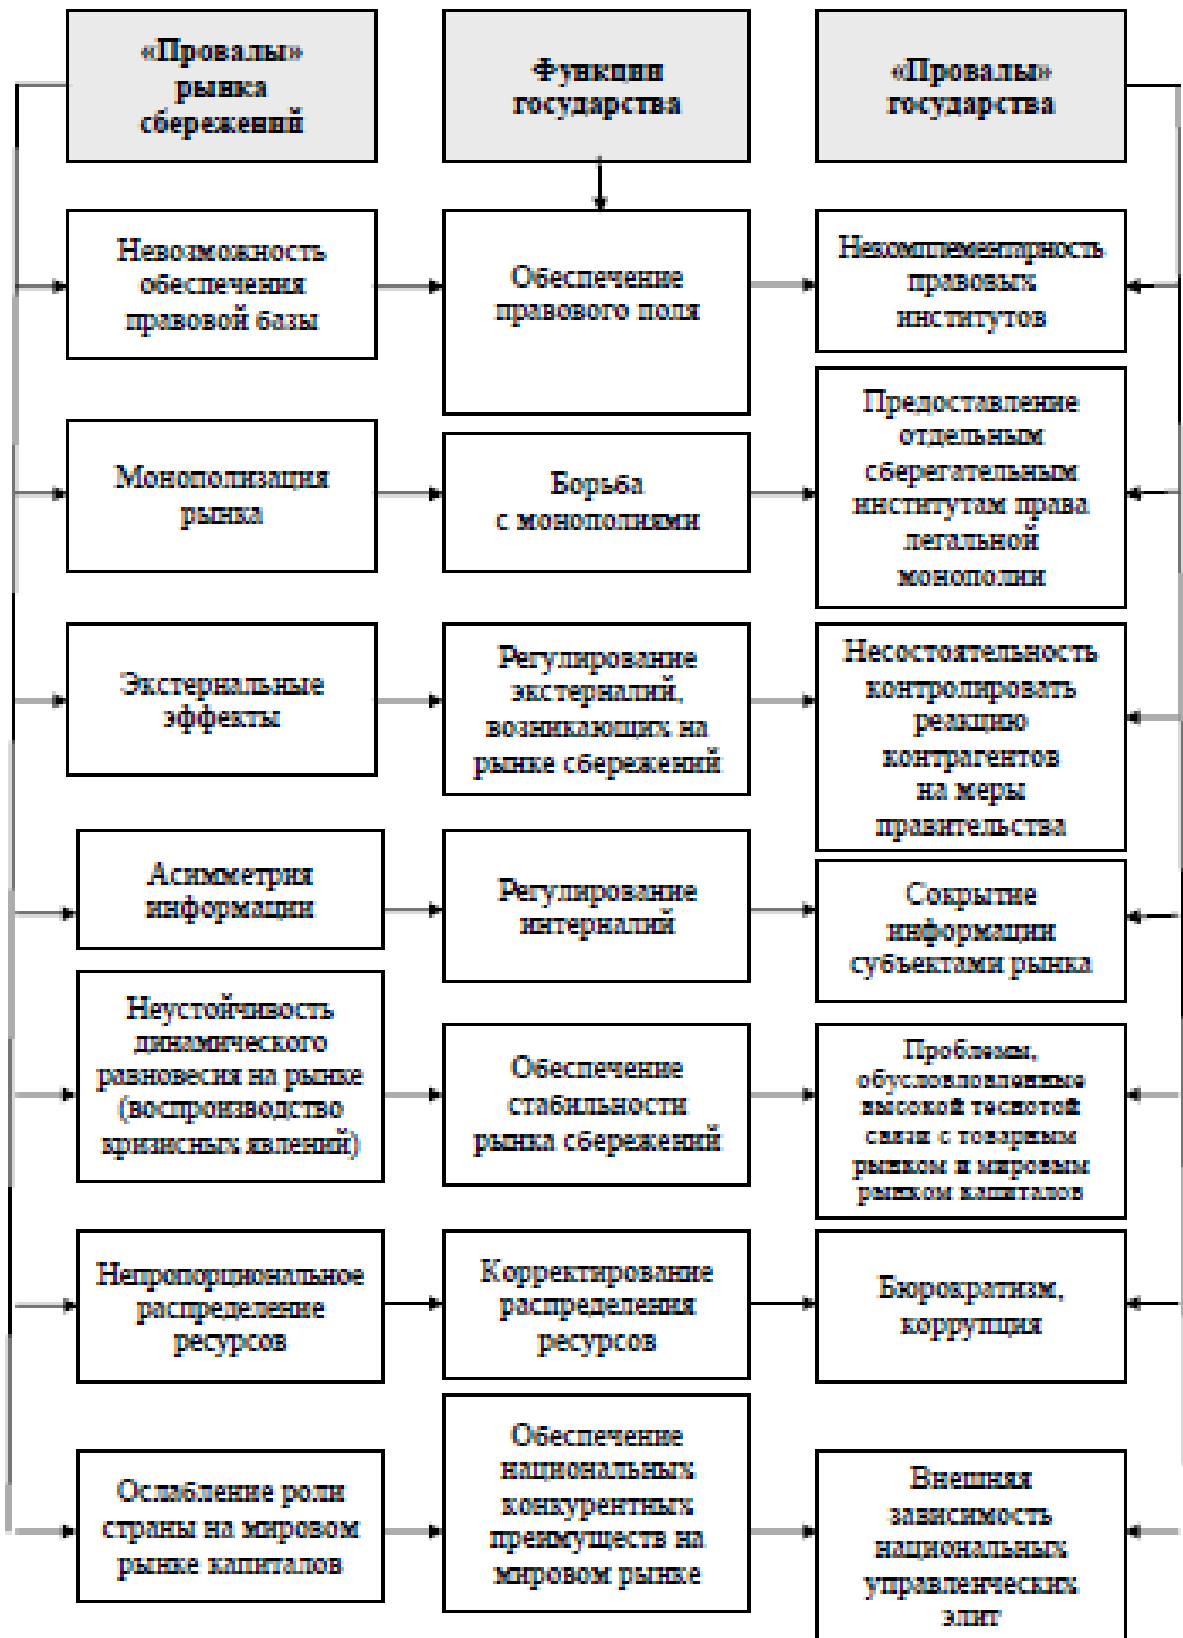 «Провалы»
рынка
сбережений
Функции
государства
«Провалы»
государства
Невозможность
обеспечения
правовой базы
Обеспечение
правового поля
Некомплементарность
правовых
институтов
Монополизация
рынка
Борьба
с монополиями
Предоставление
отдельным
сберегательным
институтам права
легальной
монополии
Экстернальные
эффекты
Регулирование
экстерналий,
возникающих на
рынке сбережений
Несостоятельность
контролировать
реакцию
контрагентов
на меры
правительства
Асимметрия
информации
Регулирование
интерналий
Сокрытие
информации
субъектами рынка
Неустойчивость
динамического
равновесия на рынке
(воспроизводство
кризисных явлений)
Обеспечение
стабильности
рынка сбережений
Проблемы,
обусловловленные
высокой теснотой
связи с товарным
рынком и мировым
рынком капиталов
Непропорциональное
распределение
ресурсов
Корректирование
распределения
ресурсов
Бюрократизм,
коррупция
Ослабление роли
страны на мировом
рынке капиталов
Обеспечение
национальных
конкурентных
преимуществ на
мировом рынке
Внешняя
зависимость
национальных
управленческих
элит